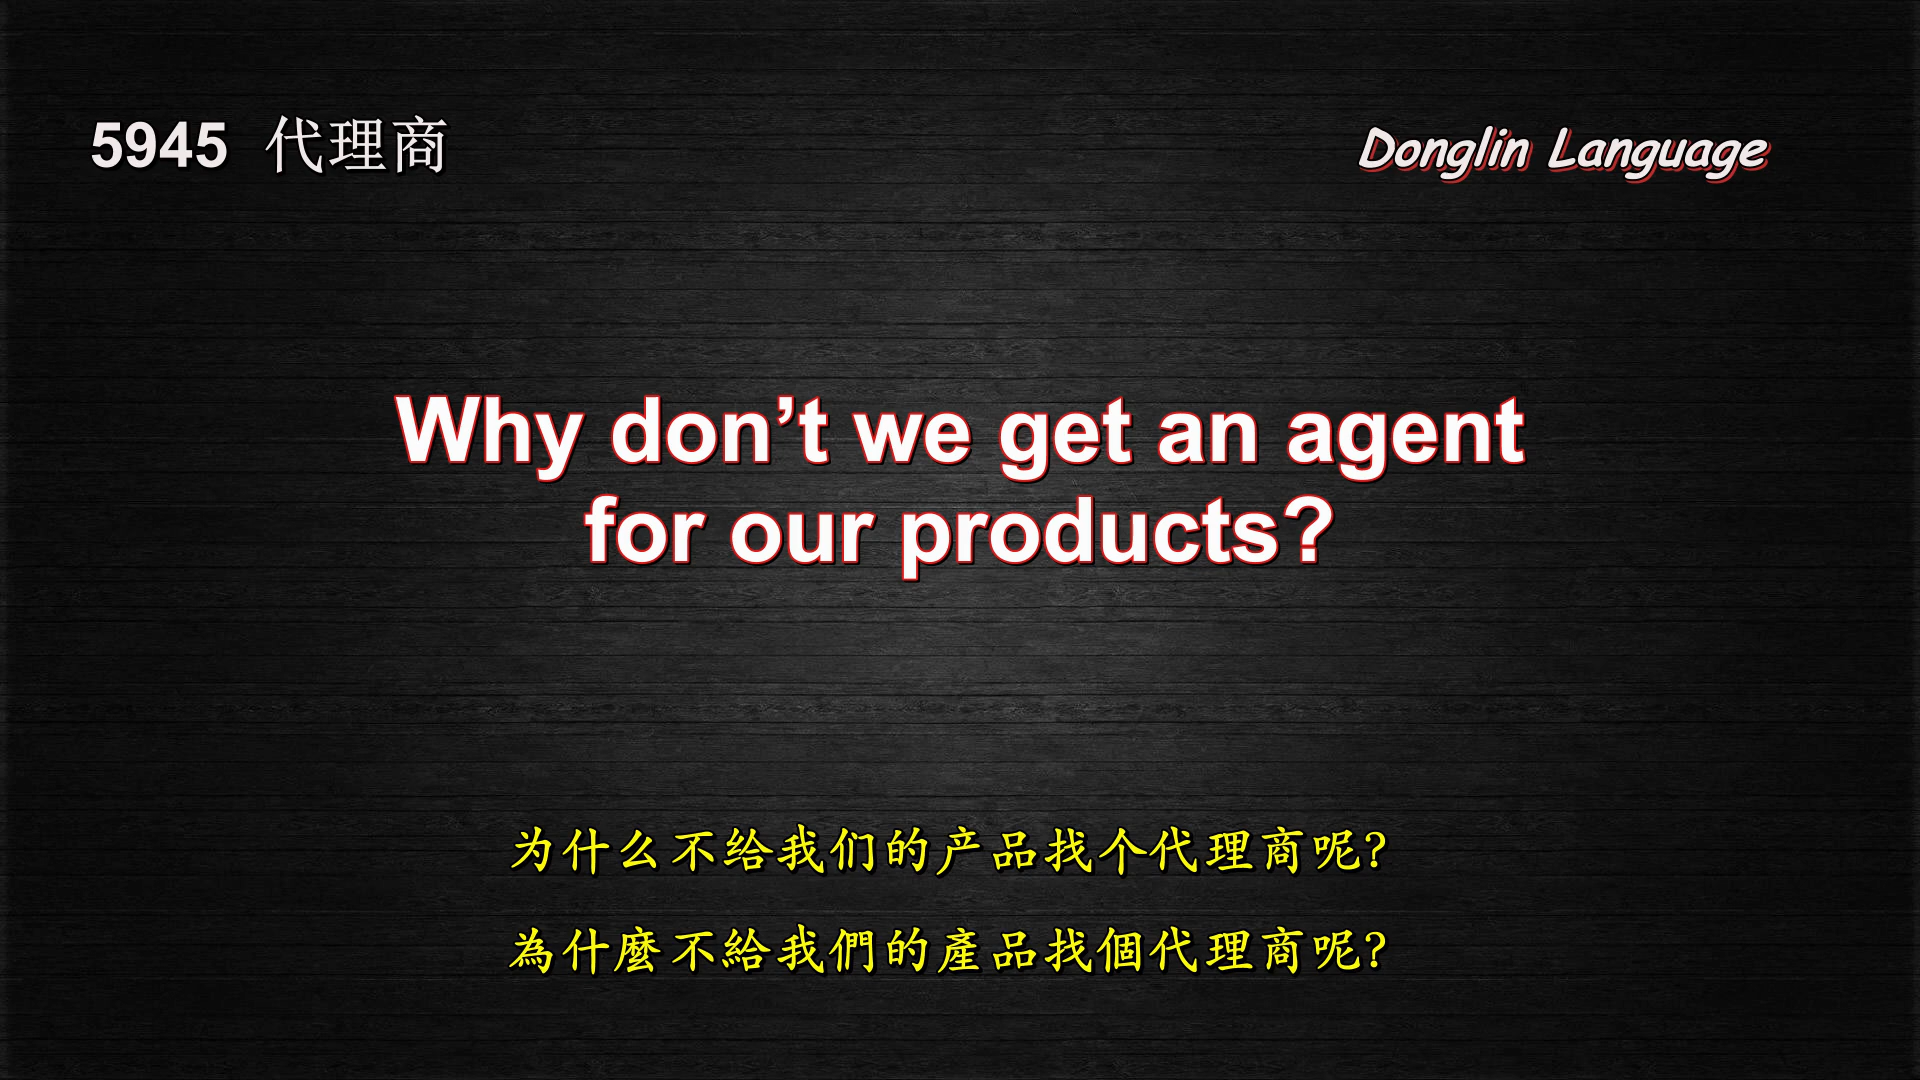 5945 代理商
Donglin Language
Why don’t we get an agent
for our products?
为什么不给我们的产品找个代理商呢?
為什麼不給我們的產品找個代理商呢?